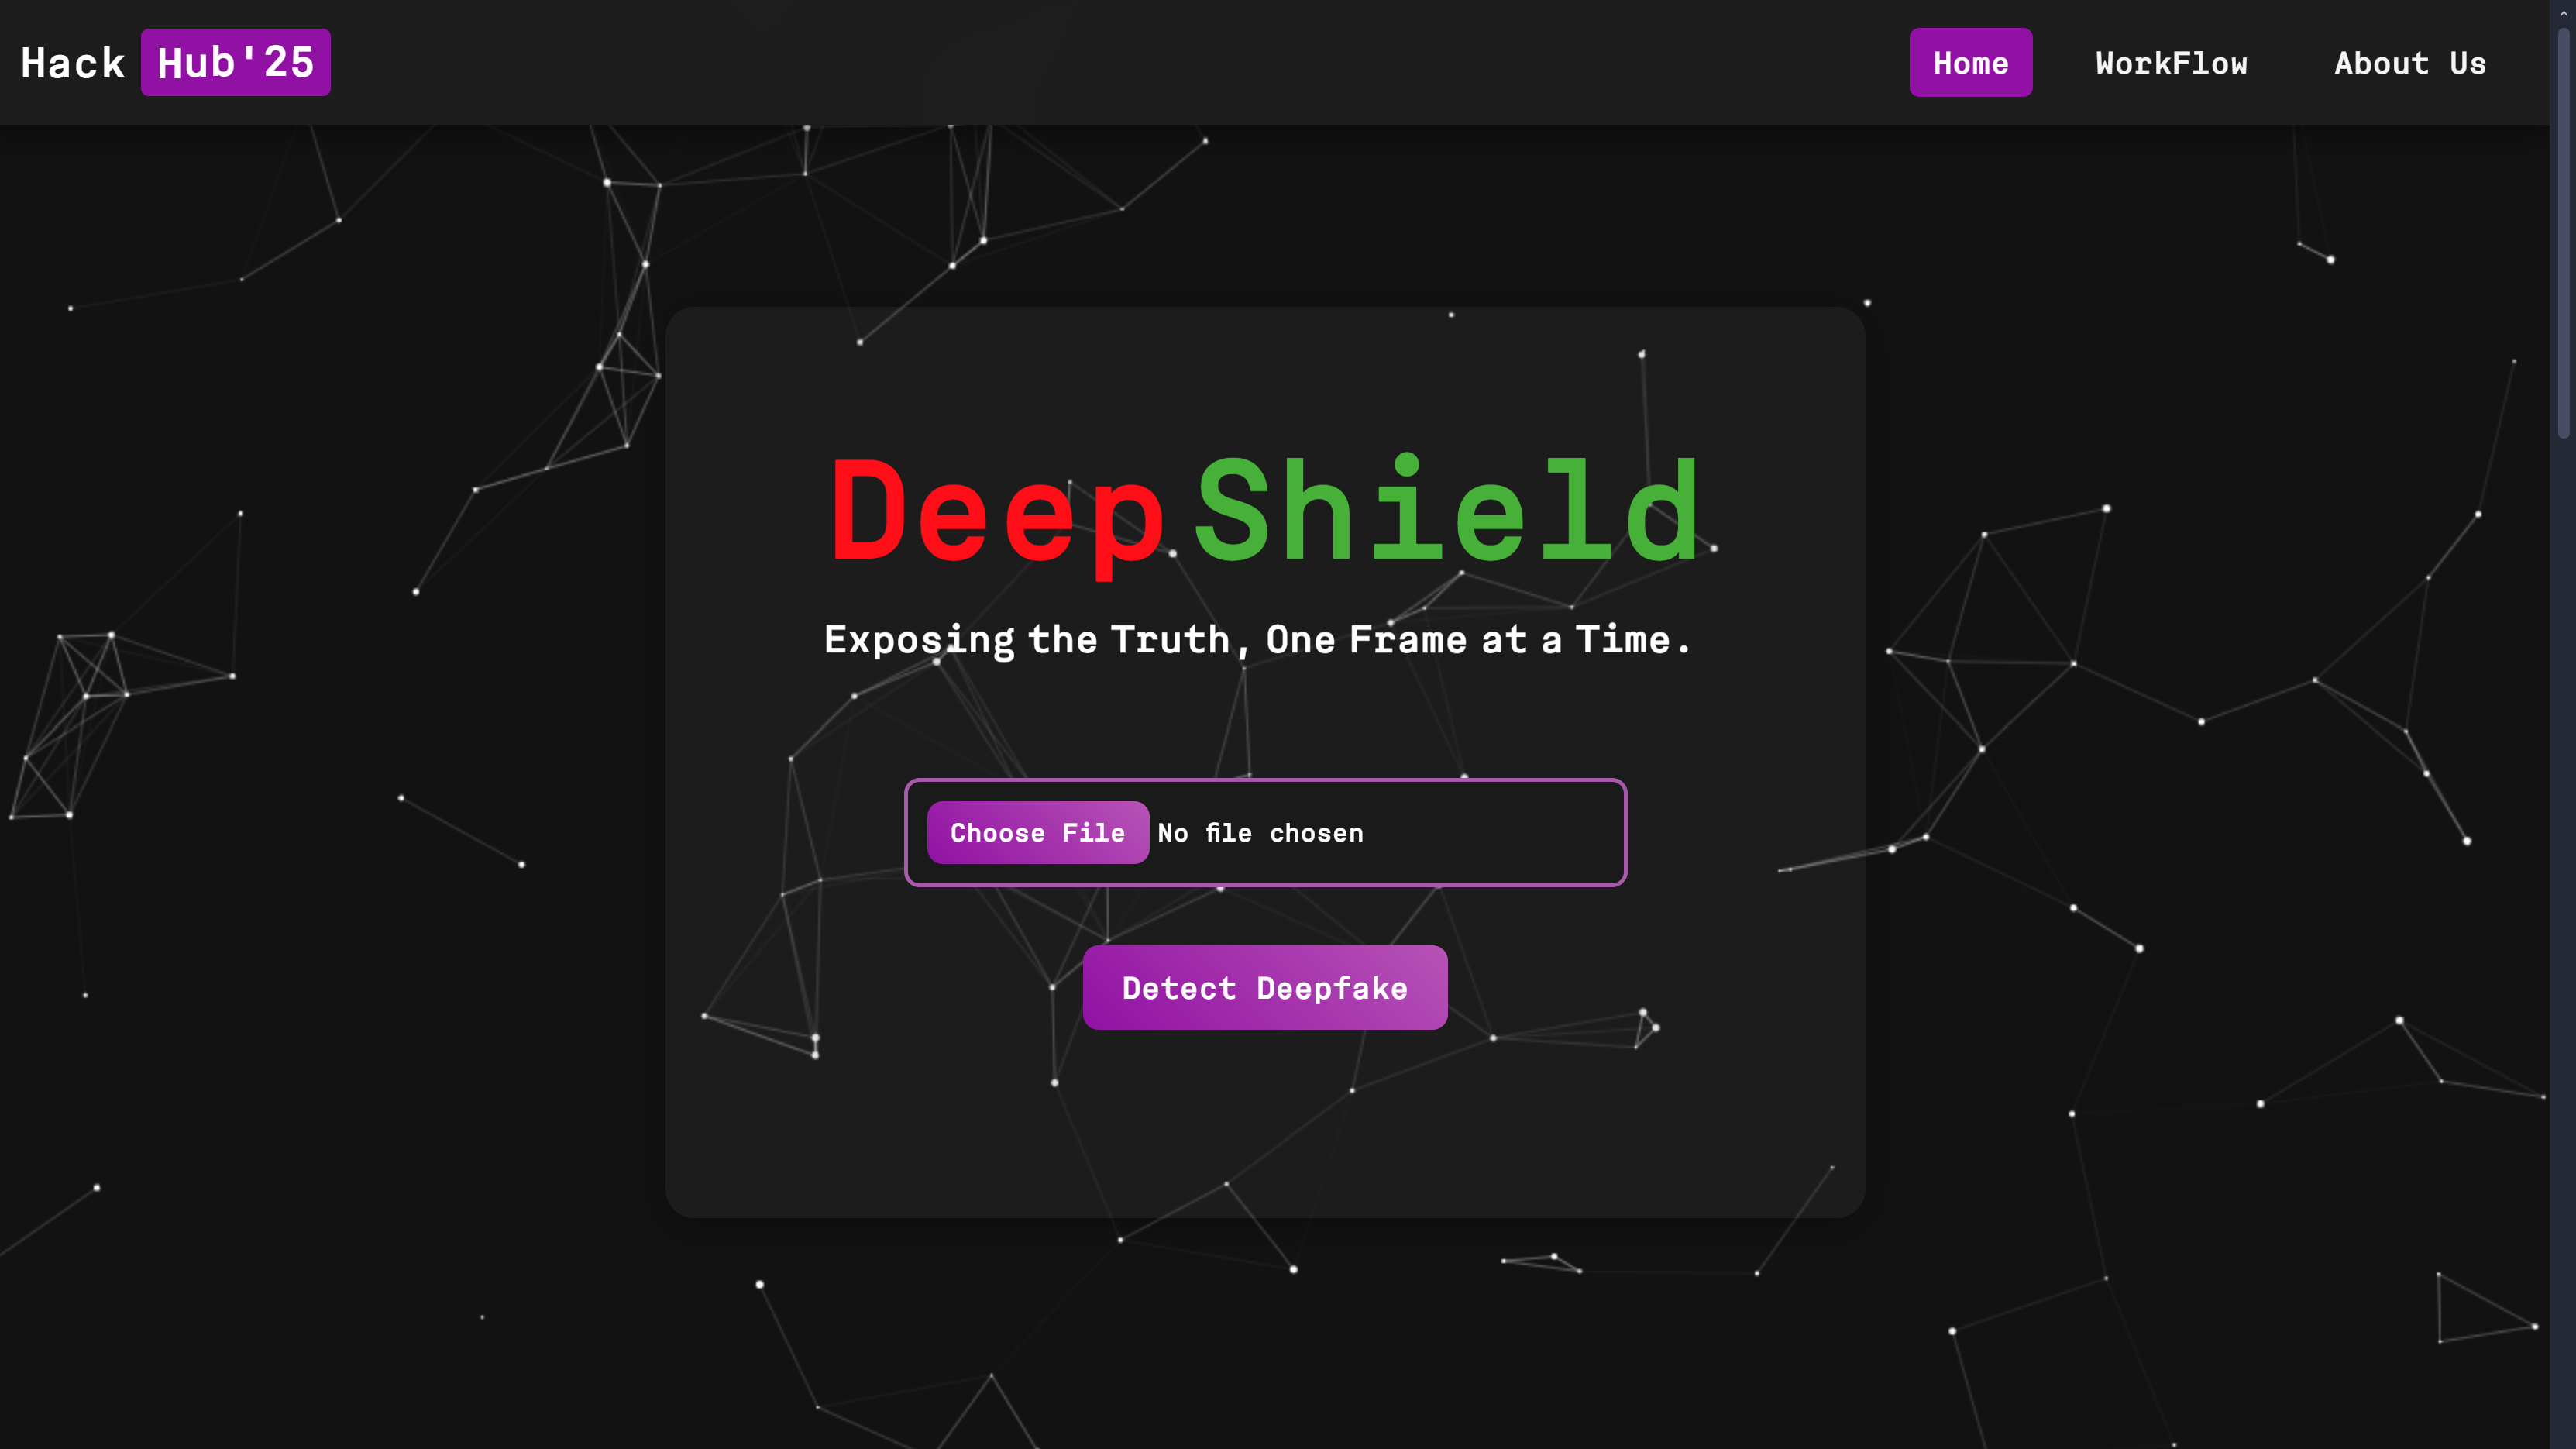 Hack Hub'25
Home WorkFlow About Us
DeepShield
Exposing the Truth, One Frame at a Time.
Choose File No file chosen
Detect Deepfake